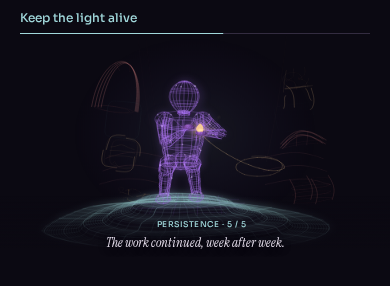 Keep the light alive
PERSISTENCE · 5 / 5
The work continued, week after week.